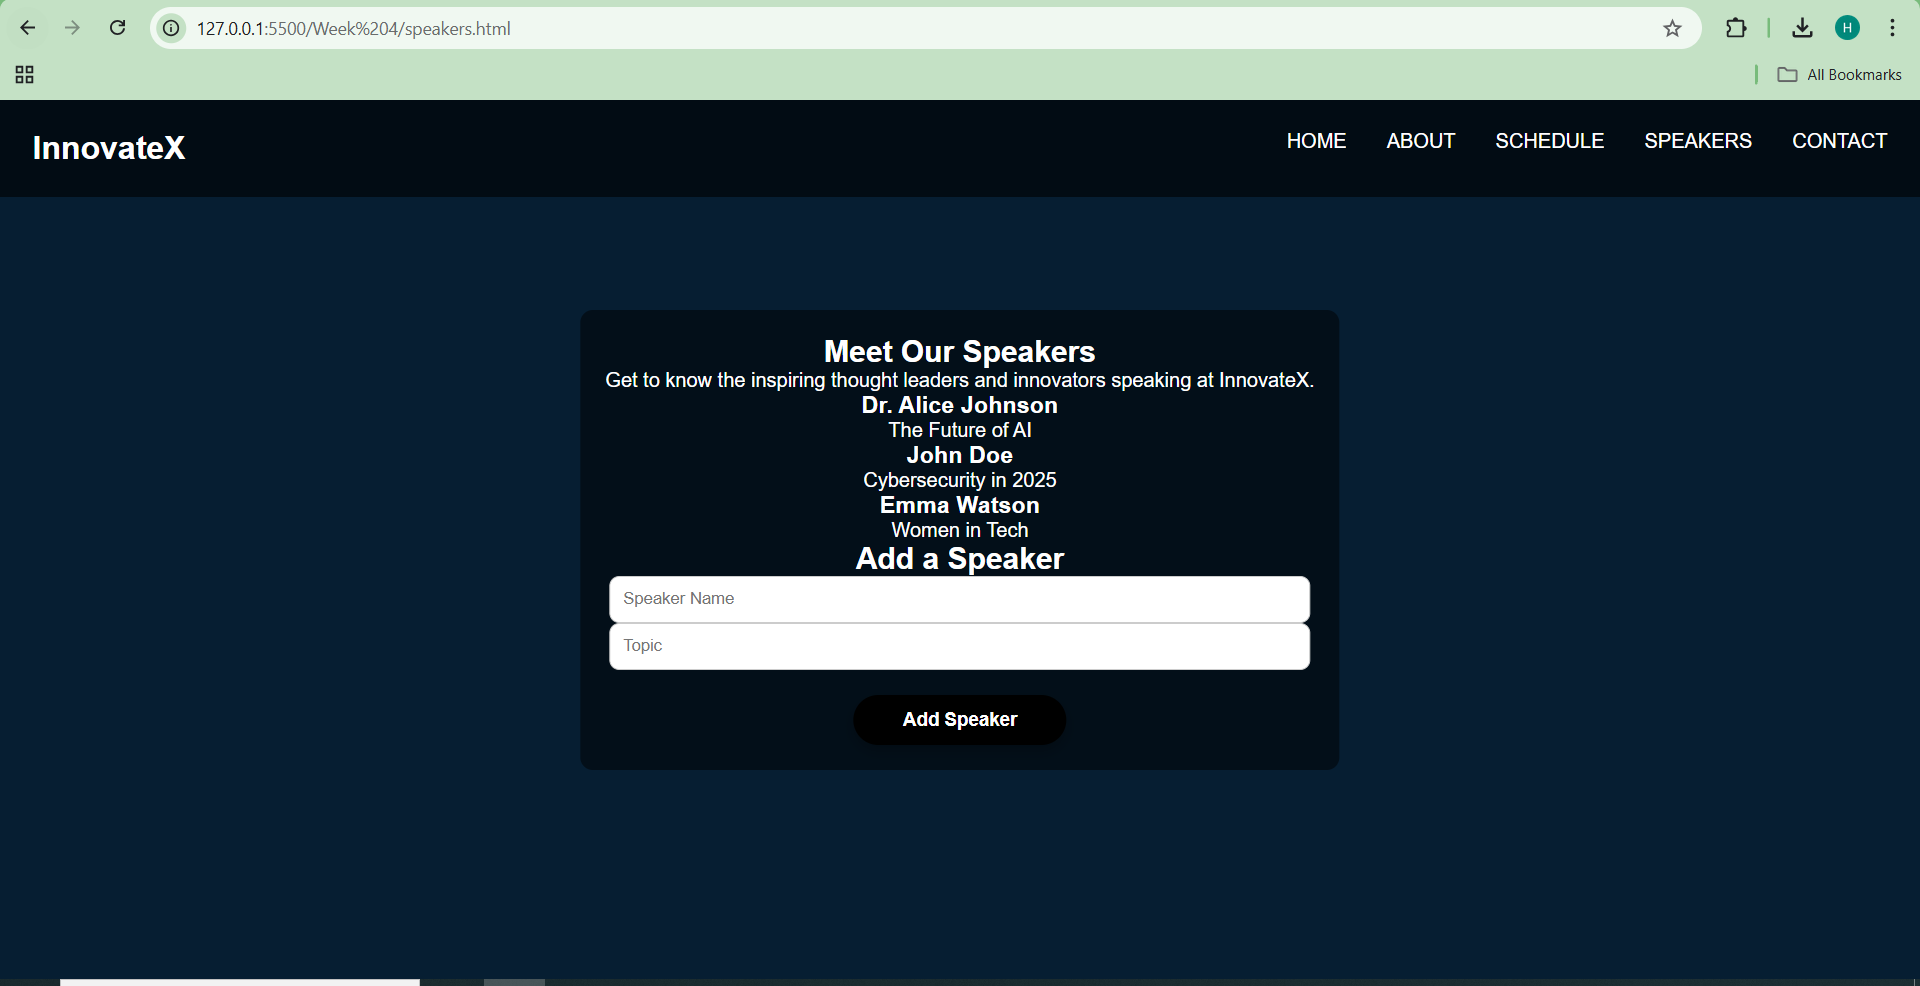 127.0.0.1:5500/Week%204/speakers.html
H
All Bookmarks
InnovateX
HOME ABOUT SCHEDULE SPEAKERS CONTACT
Meet Our Speakers
Get to know the inspiring thought leaders and innovators speaking at InnovateX.
Dr. Alice Johnson
The Future of AI
John Doe
Cybersecurity in 2025
Emma Watson
Women in Tech
Add a Speaker
Speaker Name
Topic
Add Speaker